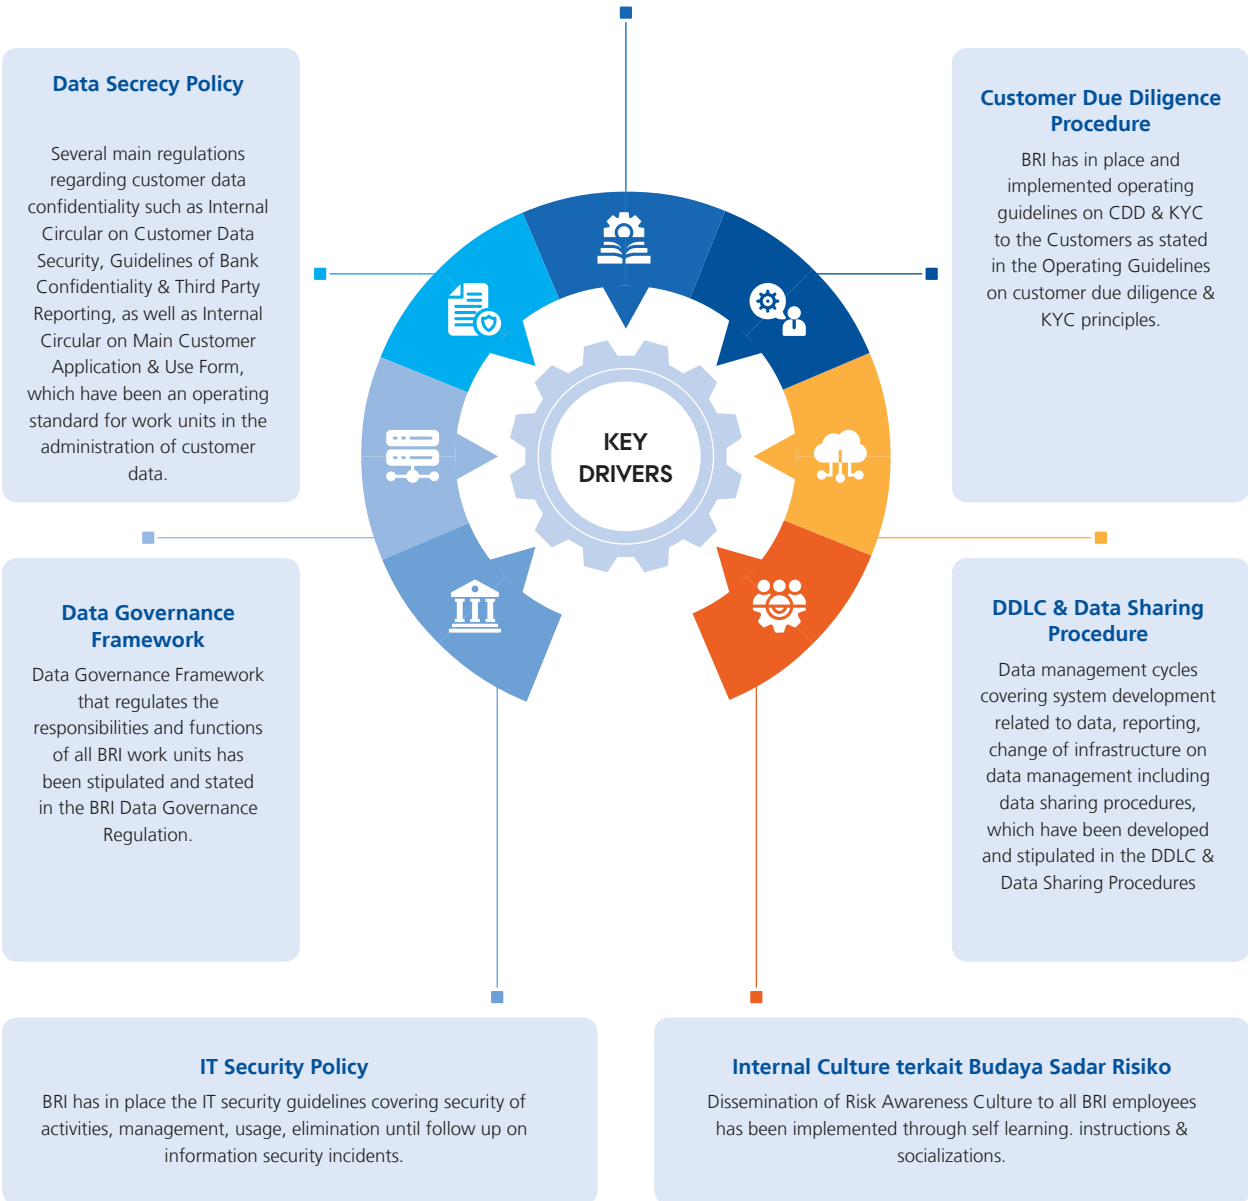 Data Secrecy Policy
Several main regulations
regarding customer data
confidentiality such as Internal
Circular on Customer Data
Security, Guidelines of Bank
Confidentiality & Third Party
Reporting, as well as Internal
Circular on Main Customer
Application & Use Form,
which have been an operating
standard for work units in the
administration of customer
data.
Customer Due Diligence
Procedure
BRI has in place and
implemented operating
guidelines on CDD & KYC
to the Customers as stated
in the Operating Guidelines
on customer due diligence &
KYC principles.
KEY
DRIVERS
Data Governance
Framework
Data Governance Framework
that regulates the
responsibilities and functions
of all BRI work units has
been stipulated and stated
in the BRI Data Governance
Regulation.
DDLC & Data Sharing
Procedure
Data management cycles
covering system development
related to data, reporting,
change of infrastructure on
data management including
data sharing procedures,
which have been developed
and stipulated in the DDLC &
Data Sharing Procedures
IT Security Policy
BRI has in place the IT security guidelines covering security of
activities, management, usage, elimination until follow up on
information security incidents.
Internal Culture terkait Budaya Sadar Risiko
Dissemination of Risk Awareness Culture to all BRI employees
has been implemented through self learning. instructions &
socializations.